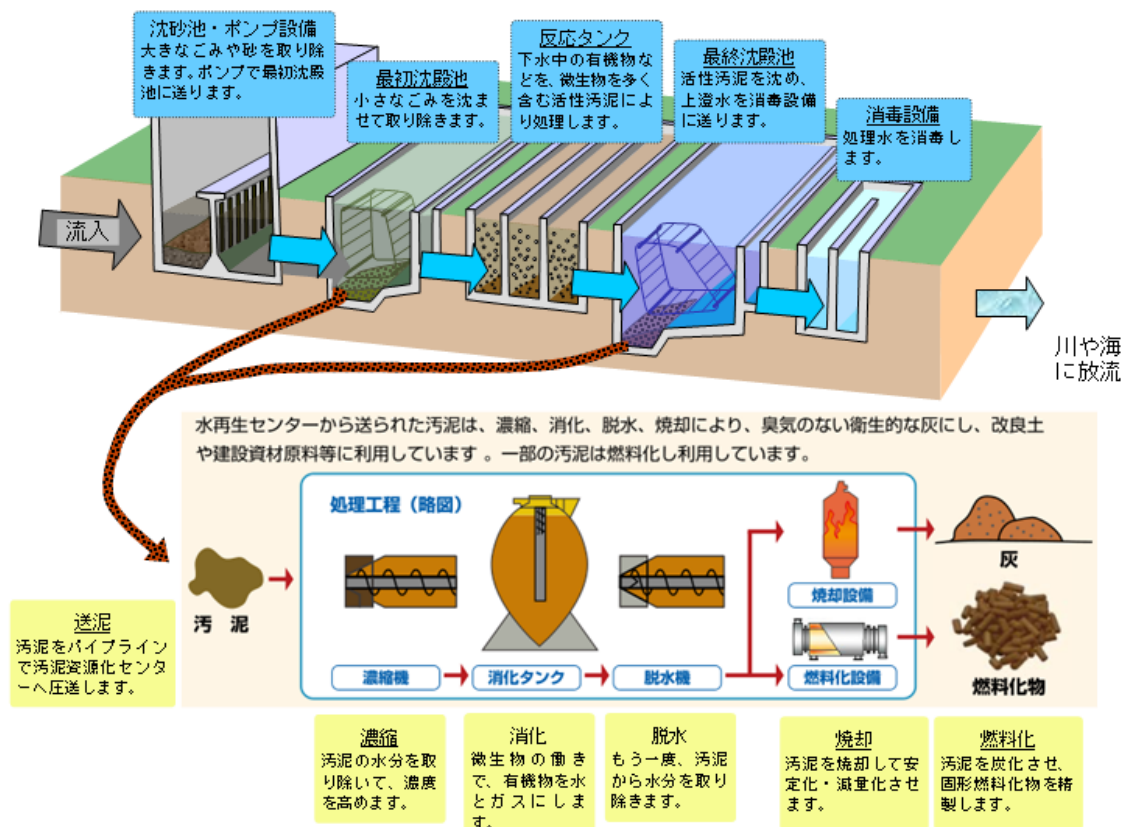 沈砂池・ポンプ設備
大きなごみや砂を取り除
きます。ポンプで最初沈殿
池に送ります。
最初沈殿池
小さなごみを沈ま
せて取り除きます。
反応タンク
下水中の有機物な
どを、微生物を多く
含む活性汚泥によ
り処理します。
最終沈殿池
活性汚泥を沈め、
上澄水を消毒設備
に送ります。
消毒設備
処理水を消毒し
ます。
流入
川や海
に放流
水再生センターから送られた汚泥は、濃縮、消化、脱水、焼却により、臭気のない衛生的な灰にし、改良土
や建設資材原料等に利用しています 。一部の汚泥は燃料化し利用しています。
処理工程（略図）
汚 泥
濃縮機
消化タンク
脱水機
焼却設備
燃料化設備
灰
燃料化物
送泥
汚泥をパイプライン
で汚泥資源化センタ
ーへ圧送します。
濃縮
汚泥の水分を取
り除いて、濃度
を高めます。
消化
微生物の働き
で、有機物を水
とガスにしま
す。
脱水
もう一度、汚泥
から水分を取り
除きます。
焼却
汚泥を焼却して安
定化・減量化させ
ます。
燃料化
汚泥を炭化させ、
固形燃料化物を精
製します。